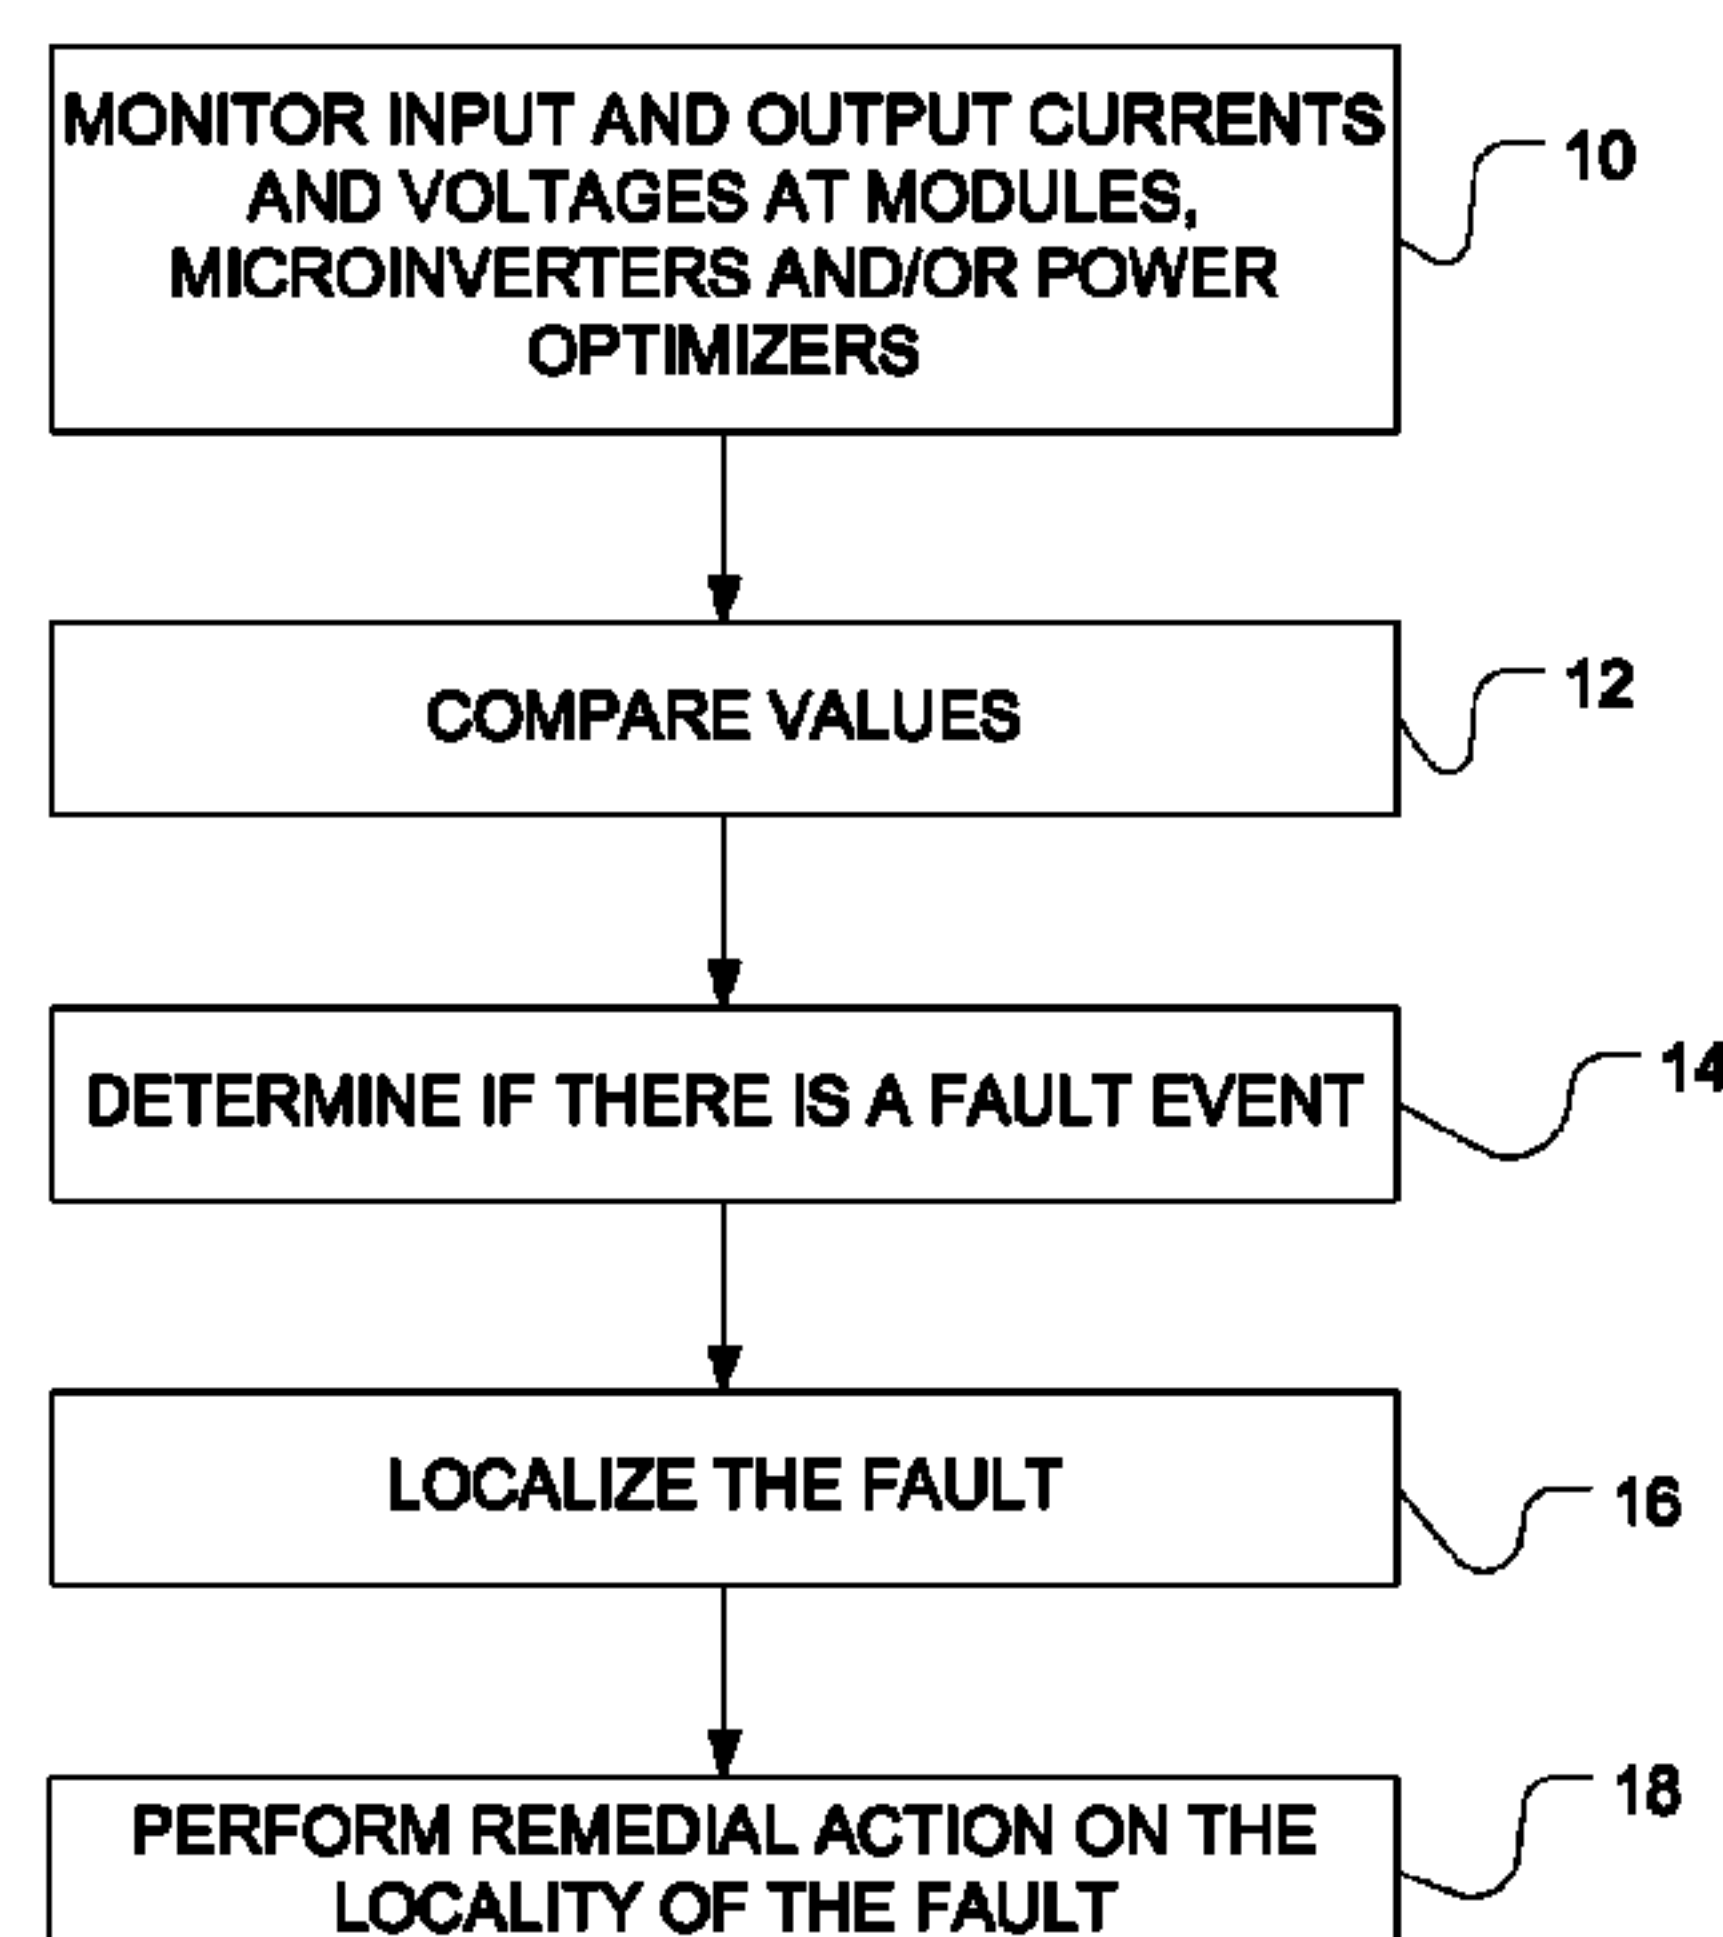 MONITOR INPUT AND OUTPUT CURRENTS
AND VOLTAGES AT MODULES,
MICROINVERTERS AND/OR POWER
OPTIMIZERS
10
COMPARE VALUES
12
DETERMINE IF THERE IS A FAULT EVENT
14
LOCALIZE THE FAULT
16
PERFORM REMEDIAL ACTION ON THE
LOCALITY OF THE FAULT
18